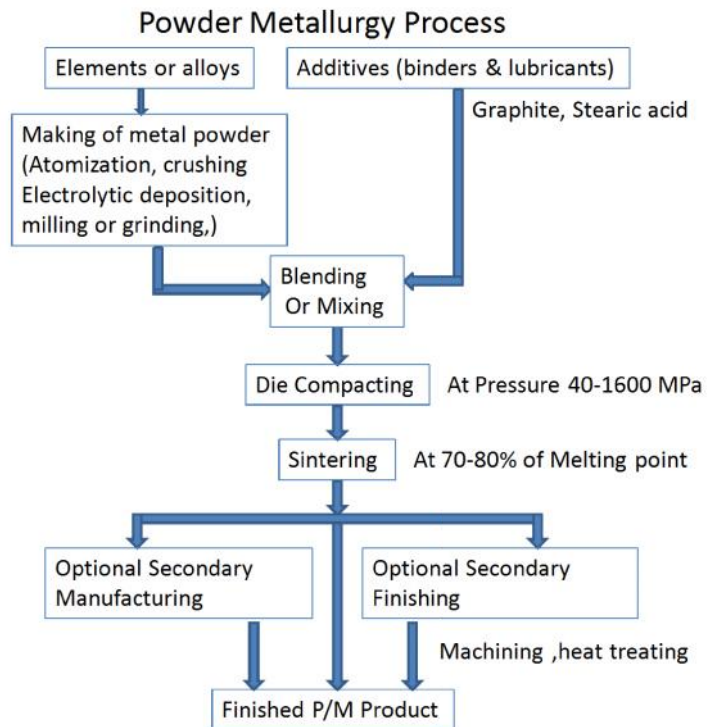 Powder Metallurgy Process
Elements or alloys
Additives (binders & lubricants)
Graphite, Stearic acid
Making of metal powder
(Atomization, crushing
Electrolytic deposition,
milling or grinding,)
Blending
Or Mixing
Die Compacting
At Pressure 40-1600 MPa
Sintering
At 70-80% of Melting point
Optional Secondary
Manufacturing
Optional Secondary
Finishing
Machining ,heat treating
Finished P/M Product